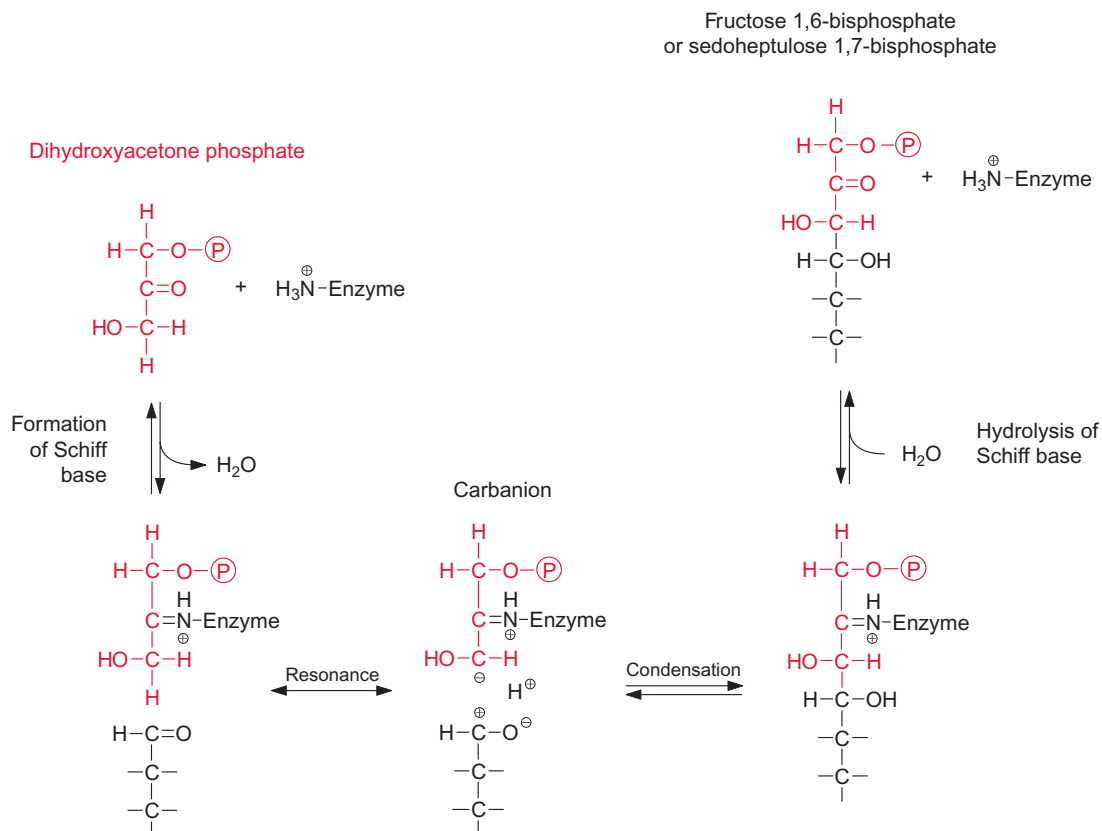 Fructose 1,6-bisphosphate
or sedoheptulose 1,7-bisphosphate
Dihydroxyacetone phosphate
H
H–C–O–Ⓟ
C=O
HO–C–H
H
+
⊕
H₃N–Enzyme
H
H–C–O–Ⓟ
C=O
HO–C–H
H–C–OH
–C–
–C–
+
⊕
H₃N–Enzyme
Formation
of Schiff
base
H₂O
Hydrolysis of
Schiff base
H₂O
H
H–C–O–Ⓟ
H
C=N–Enzyme
⊕
HO–C–H
H
H–C=O
–C–
–C–
Resonance
Carbanion
H
H–C–O–Ⓟ
H
C=N–Enzyme
⊕
HO–C H
⊖
H⊕
⊕
H–C–O⊖
–C–
–C–
Condensation
H
H–C–O–Ⓟ
H
C=N–Enzyme
⊕
HO–C–H
H–C–OH
–C–
–C–